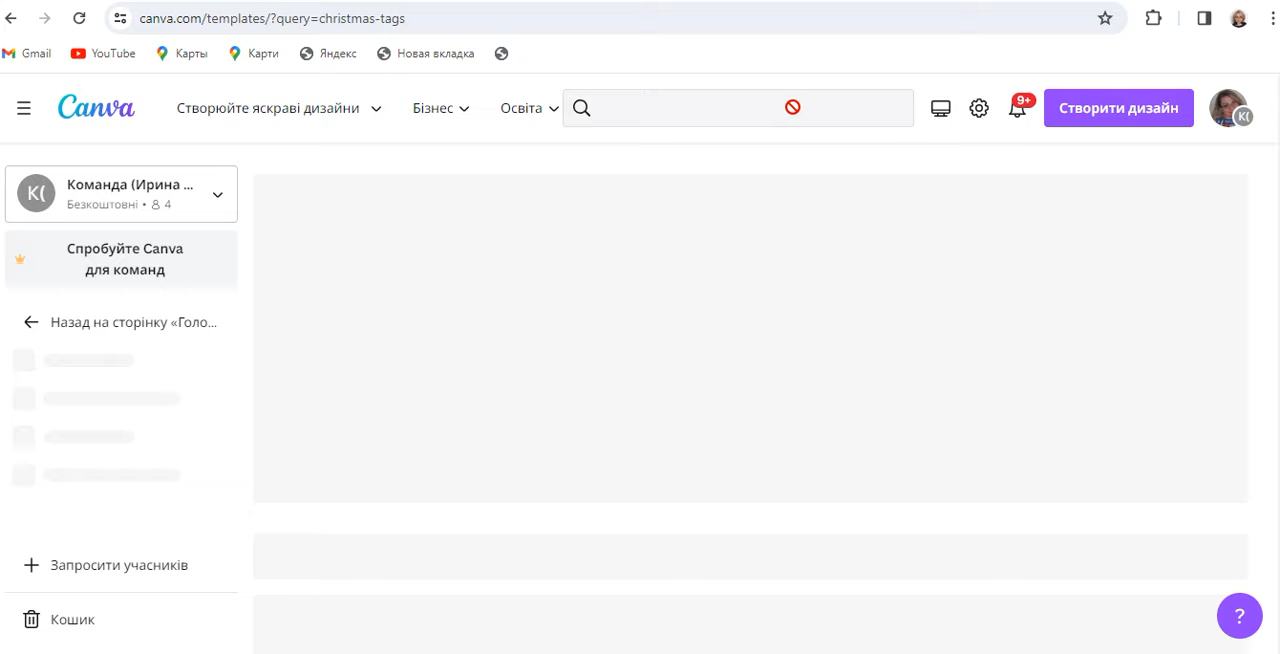 canva.com/templates/?query=christmas-tags
Gmail YouTube Карты Карти Яндекс Новая вкладка
Canva Створюйте яскраві дизайни Бізнес Освіта 9+ Створити дизайн К(
К( Команда (Ирина ...
Безкоштовні • 4
Спробуйте Canva
для команд
Назад на сторінку «Голо...
Запросити учасників
Кошик
?